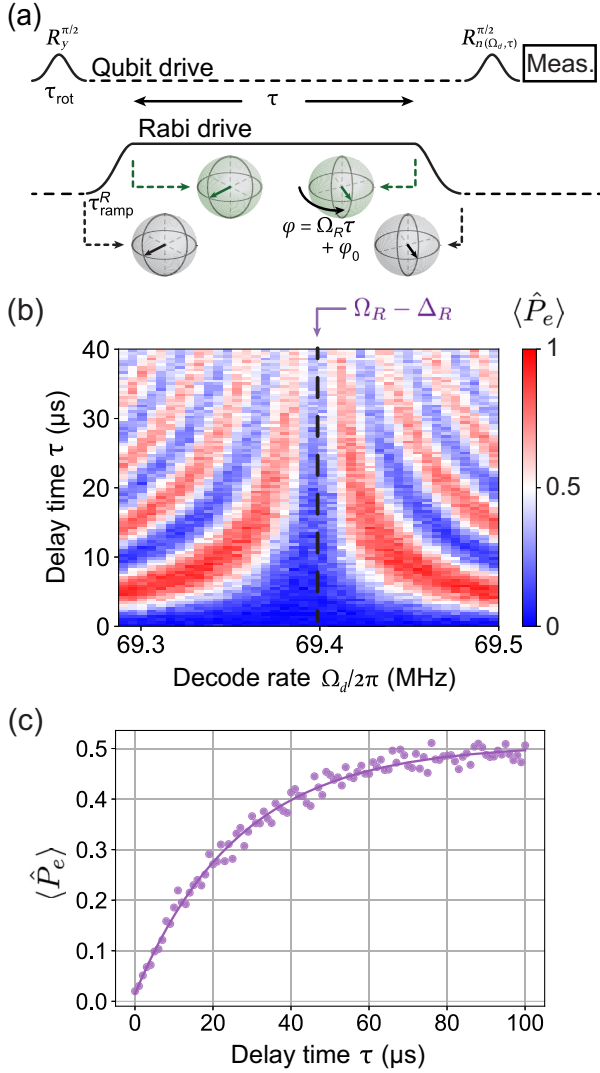 (a)
R_y^{π/2}
R_{n(Ω_d,τ)}^{π/2}
Qubit drive
Meas.
τ_rot
τ
Rabi drive
τ_ramp^R
φ = Ω_R τ
+ φ_0
(b)
Ω_R − Δ_R
⟨P̂_e⟩
40
30
20
10
0
Delay time τ (μs)
1
0.5
0
69.3
69.4
69.5
Decode rate Ω_d/2π (MHz)
(c)
0.5
0.4
0.3
0.2
0.1
0.0
⟨P̂_e⟩
0
20
40
60
80
100
Delay time τ (μs)